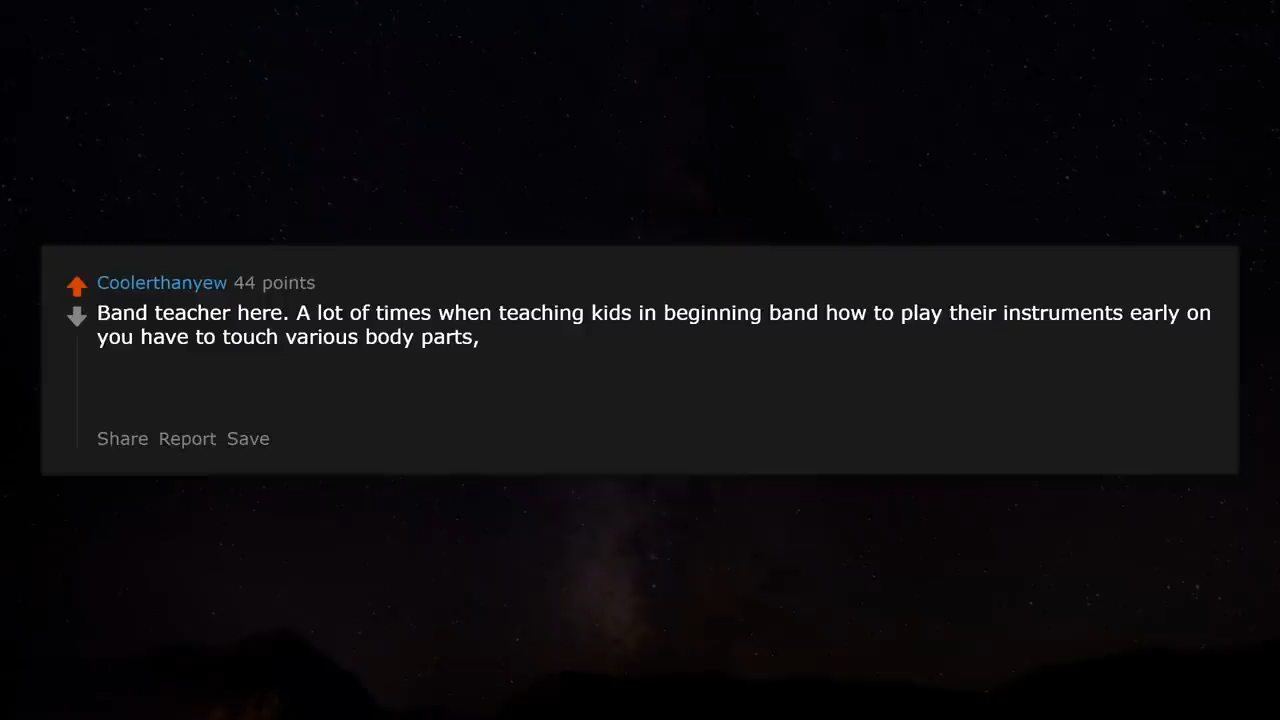 Coolerthanyew 44 points
Band teacher here. A lot of times when teaching kids in beginning band how to play their instruments early on
you have to touch various body parts,
Share Report Save